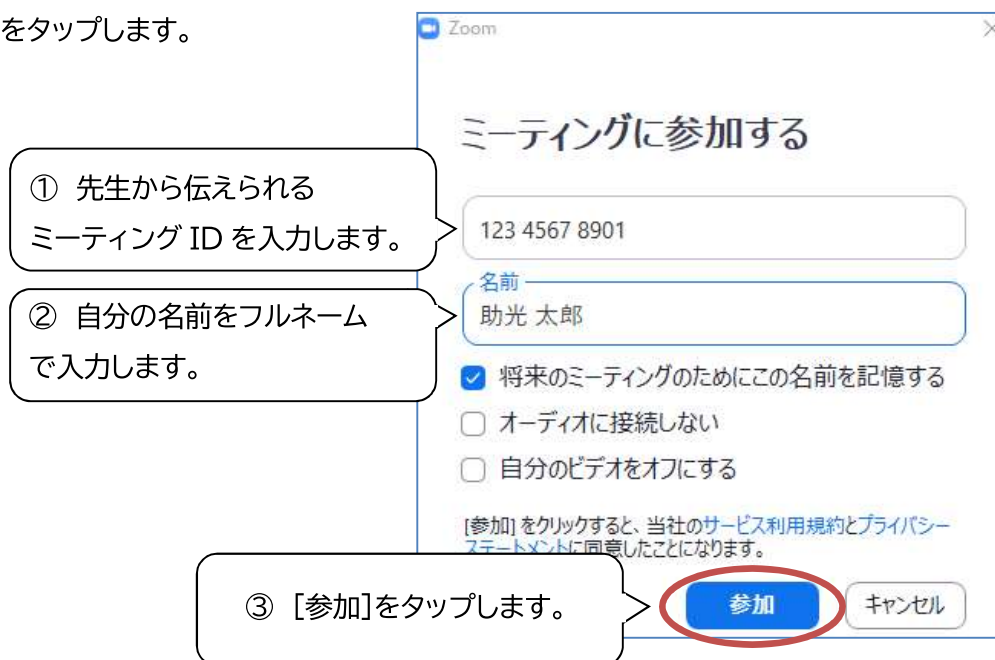 をタップします。
Zoom
ミーティングに参加する
① 先生から伝えられる
ミーティング ID を入力します。
123 4567 8901
② 自分の名前をフルネーム
で入力します。
名前
助光 太郎
将来のミーティングのためにこの名前を記憶する
オーディオに接続しない
自分のビデオをオフにする
[参加] をクリックすると、当社のサービス利用規約とプライバシー
ステートメントに同意したことになります。
③ [参加]をタップします。
参加
キャンセル